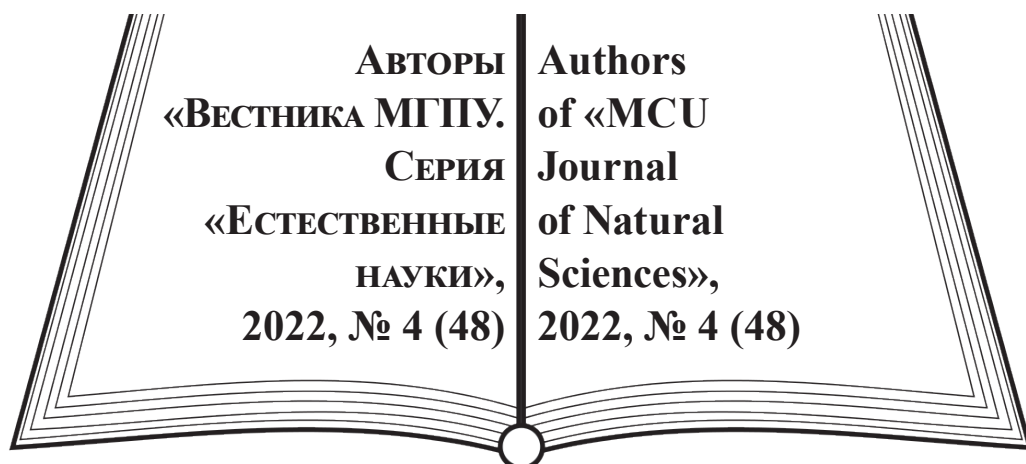 Авторы
«Вестника МГПУ.
Серия
«Естественные
науки»,
2022, № 4 (48)
Authors
of «MCU
Journal
of Natural
Sciences»,
2022, № 4 (48)